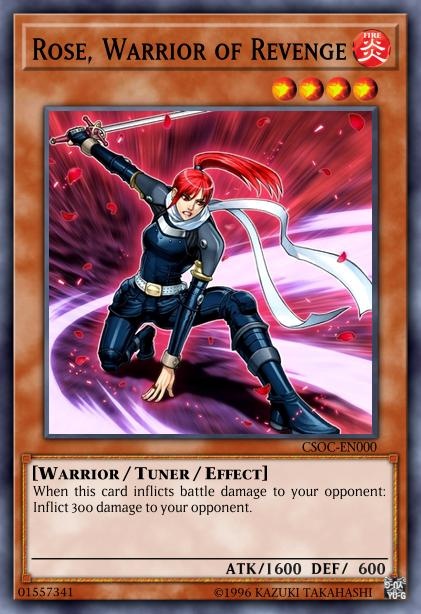 Rose, Warrior of Revenge
FIRE
炎
CSOC-EN000
[Warrior / Tuner / Effect]
When this card inflicts battle damage to your opponent:
Inflict 300 damage to your opponent.
ATK/1600 DEF/ 600
01557341
©1996 KAZUKI TAKAHASHI